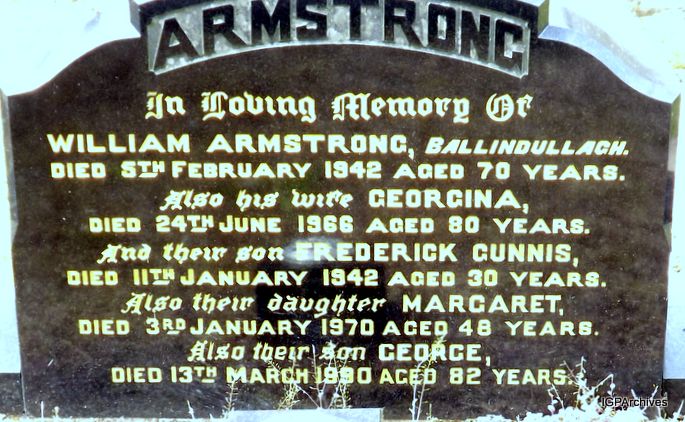 ARMSTRONG
In Loving Memory Of
WILLIAM ARMSTRONG, BALLINDULLAGH.
DIED 5TH FEBRUARY 1942 AGED 70 YEARS.
Also his wife GEORGINA,
DIED 24TH JUNE 1966 AGED 80 YEARS.
And their son FREDERICK GUNNIS,
DIED 11TH JANUARY 1942 AGED 30 YEARS.
Also their daughter MARGARET,
DIED 3RD JANUARY 1970 AGED 48 YEARS.
Also their son GEORGE,
DIED 13TH MARCH 1990 AGED 82 YEARS.
IGPArchives